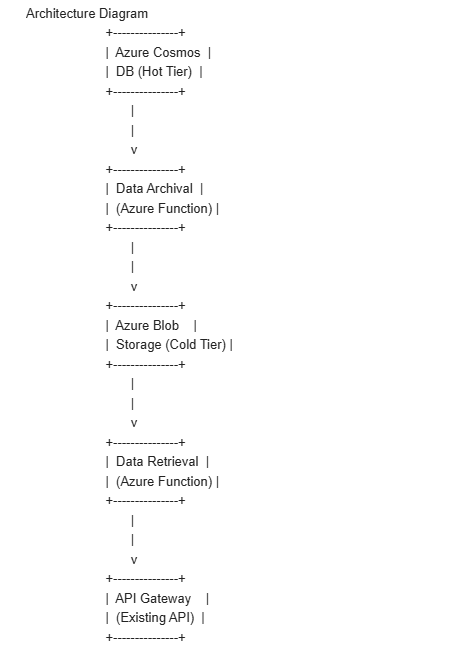 Architecture Diagram
+---------------+
| Azure Cosmos |
| DB (Hot Tier) |
+---------------+
|
|
v
+---------------+
| Data Archival |
| (Azure Function) |
+---------------+
|
|
v
+---------------+
| Azure Blob |
| Storage (Cold Tier) |
+---------------+
|
|
v
+---------------+
| Data Retrieval |
| (Azure Function) |
+---------------+
|
|
v
+---------------+
| API Gateway |
| (Existing API) |
+---------------+